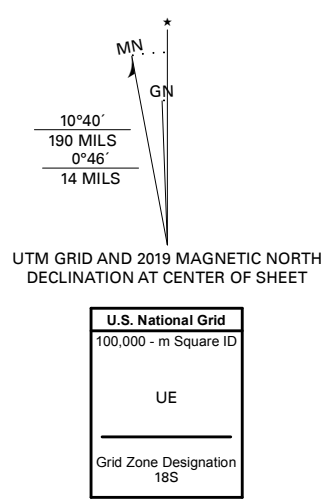 ★
MN
GN
10°40´
190 MILS
0°46´
14 MILS
UTM GRID AND 2019 MAGNETIC NORTH
DECLINATION AT CENTER OF SHEET
U.S. National Grid
100,000 - m Square ID
UE
Grid Zone Designation
18S